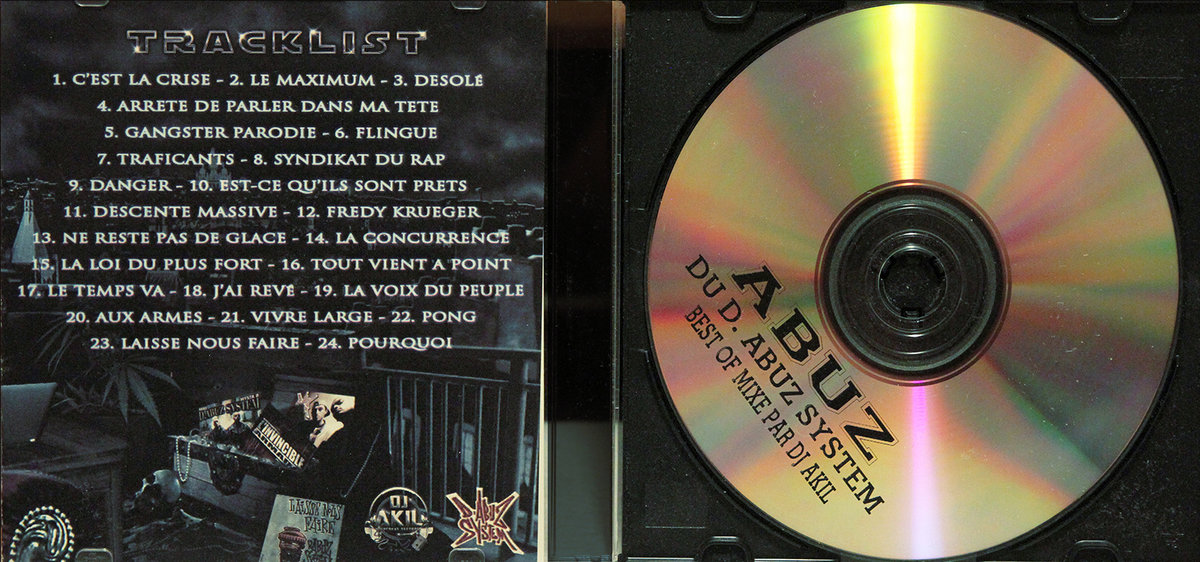 TRACKLIST
1. C'EST LA CRISE - 2. LE MAXIMUM - 3. DESOLÉ
4. ARRETE DE PARLER DANS MA TETE
5. GANGSTER PARODIE - 6. FLINGUE
7. TRAFICANTS - 8. SYNDIKAT DU RAP
9. DANGER - 10. EST-CE QU'ILS SONT PRETS
11. DESCENTE MASSIVE - 12. FREDY KRUEGER
13. NE RESTE PAS DE GLACE - 14. LA CONCURRENCE
15. LA LOI DU PLUS FORT - 16. TOUT VIENT A POINT
17. LE TEMPS VA - 18. J'AI REVÉ - 19. LA VOIX DU PEUPLE
20. AUX ARMES - 21. VIVRE LARGE - 22. PONG
23. LAISSE NOUS FAIRE - 24. POURQUOI
D'ABUZ SYSTEM
INVINCIBLE
LAISSE NOUS
FAIRE
DJ
AKIL
D'ABUZ
SYSTEM
ABUZ
DU D. ABUZ SYSTEM
BEST OF MIXE PAR DJ AKIL